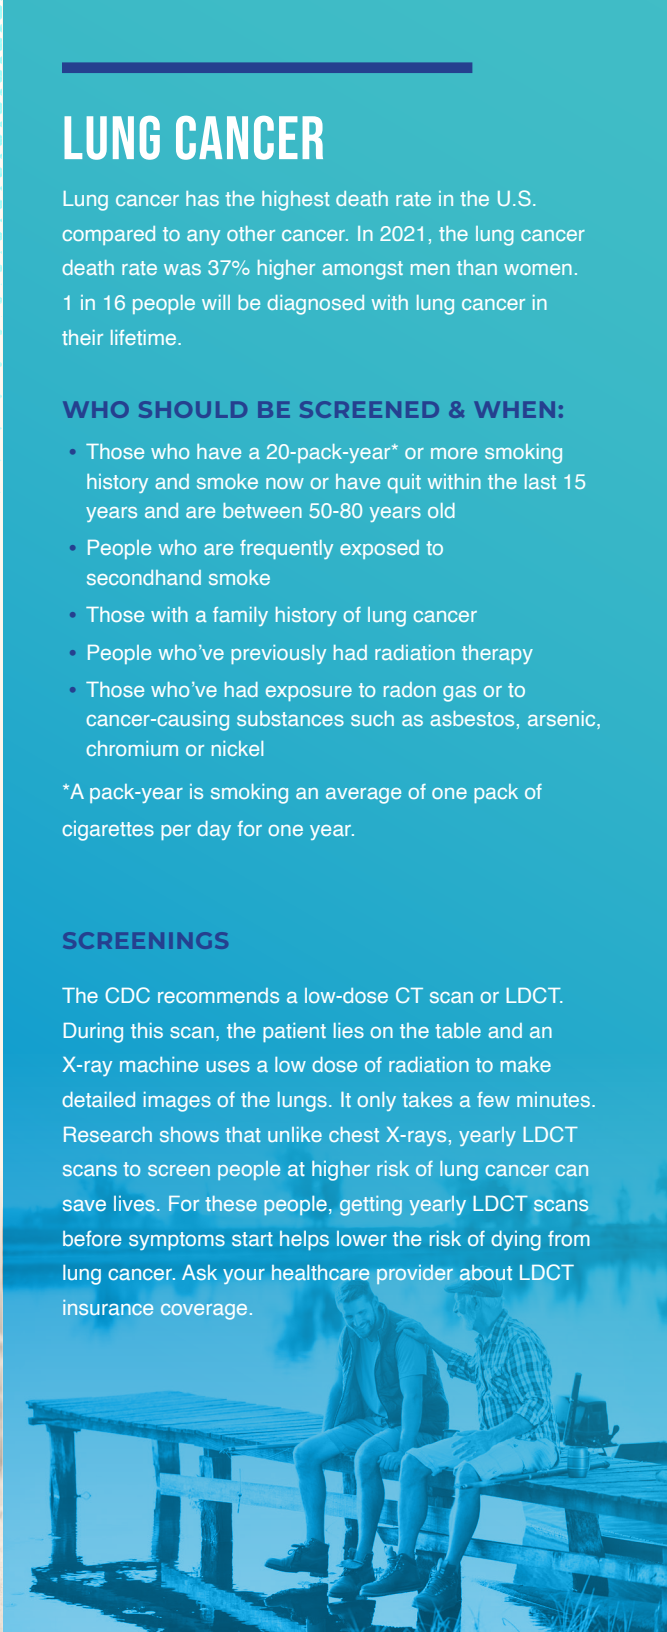 LUNG CANCER
Lung cancer has the highest death rate in the U.S.
compared to any other cancer. In 2021, the lung cancer
death rate was 37% higher amongst men than women.
1 in 16 people will be diagnosed with lung cancer in
their lifetime.
WHO SHOULD BE SCREENED & WHEN:
• Those who have a 20-pack-year* or more smoking
history and smoke now or have quit within the last 15
years and are between 50-80 years old
• People who are frequently exposed to
secondhand smoke
• Those with a family history of lung cancer
• People who’ve previously had radiation therapy
• Those who’ve had exposure to radon gas or to
cancer-causing substances such as asbestos, arsenic,
chromium or nickel
*A pack-year is smoking an average of one pack of
cigarettes per day for one year.
SCREENINGS
The CDC recommends a low-dose CT scan or LDCT.
During this scan, the patient lies on the table and an
X-ray machine uses a low dose of radiation to make
detailed images of the lungs. It only takes a few minutes.
Research shows that unlike chest X-rays, yearly LDCT
scans to screen people at higher risk of lung cancer can
save lives. For these people, getting yearly LDCT scans
before symptoms start helps lower the risk of dying from
lung cancer. Ask your healthcare provider about LDCT
insurance coverage.